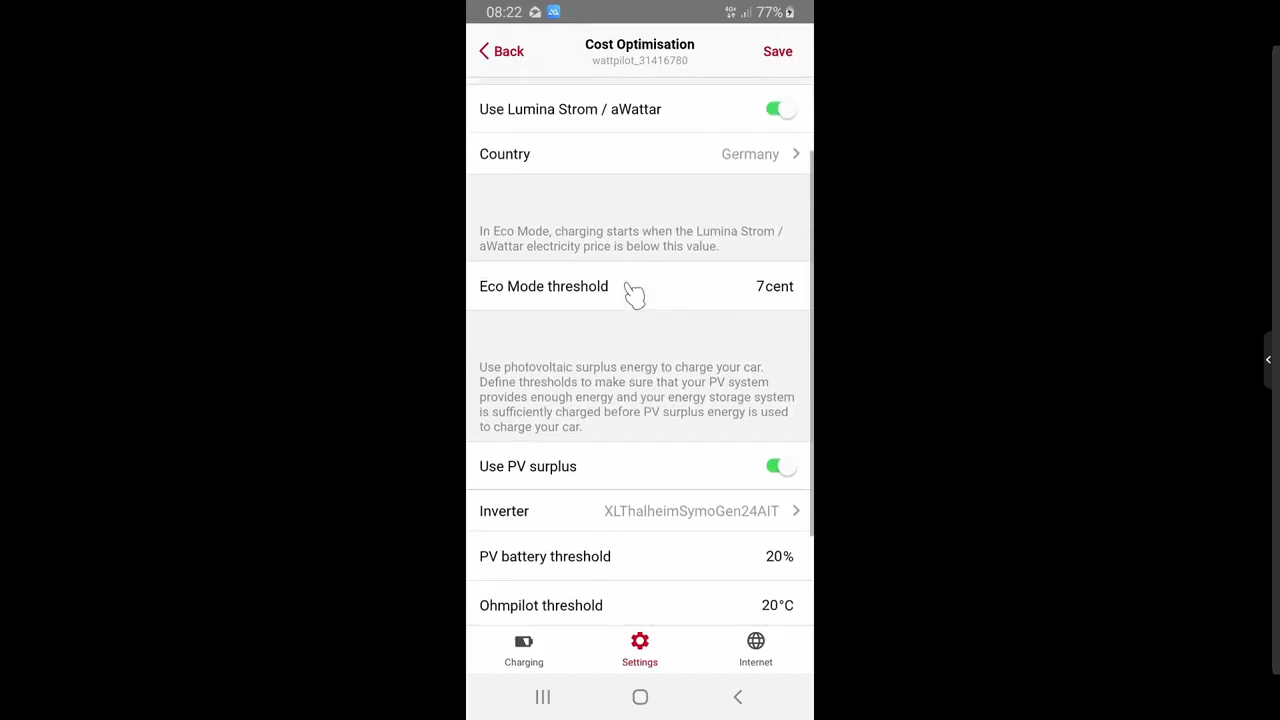 08:22
4G+
77%
Back
Cost Optimisation
Save
wattpilot_31416780
Use Lumina Strom / aWattar
Country
Germany
In Eco Mode, charging starts when the Lumina Strom /
aWattar electricity price is below this value.
Eco Mode threshold
7cent
Use photovoltaic surplus energy to charge your car.
Define thresholds to make sure that your PV system
provides enough energy and your energy storage system
is sufficiently charged before PV surplus energy is used
to charge your car.
Use PV surplus
Inverter
XLThalheimSymoGen24AIT
PV battery threshold
20%
Ohmpilot threshold
20°C
Charging
Settings
Internet